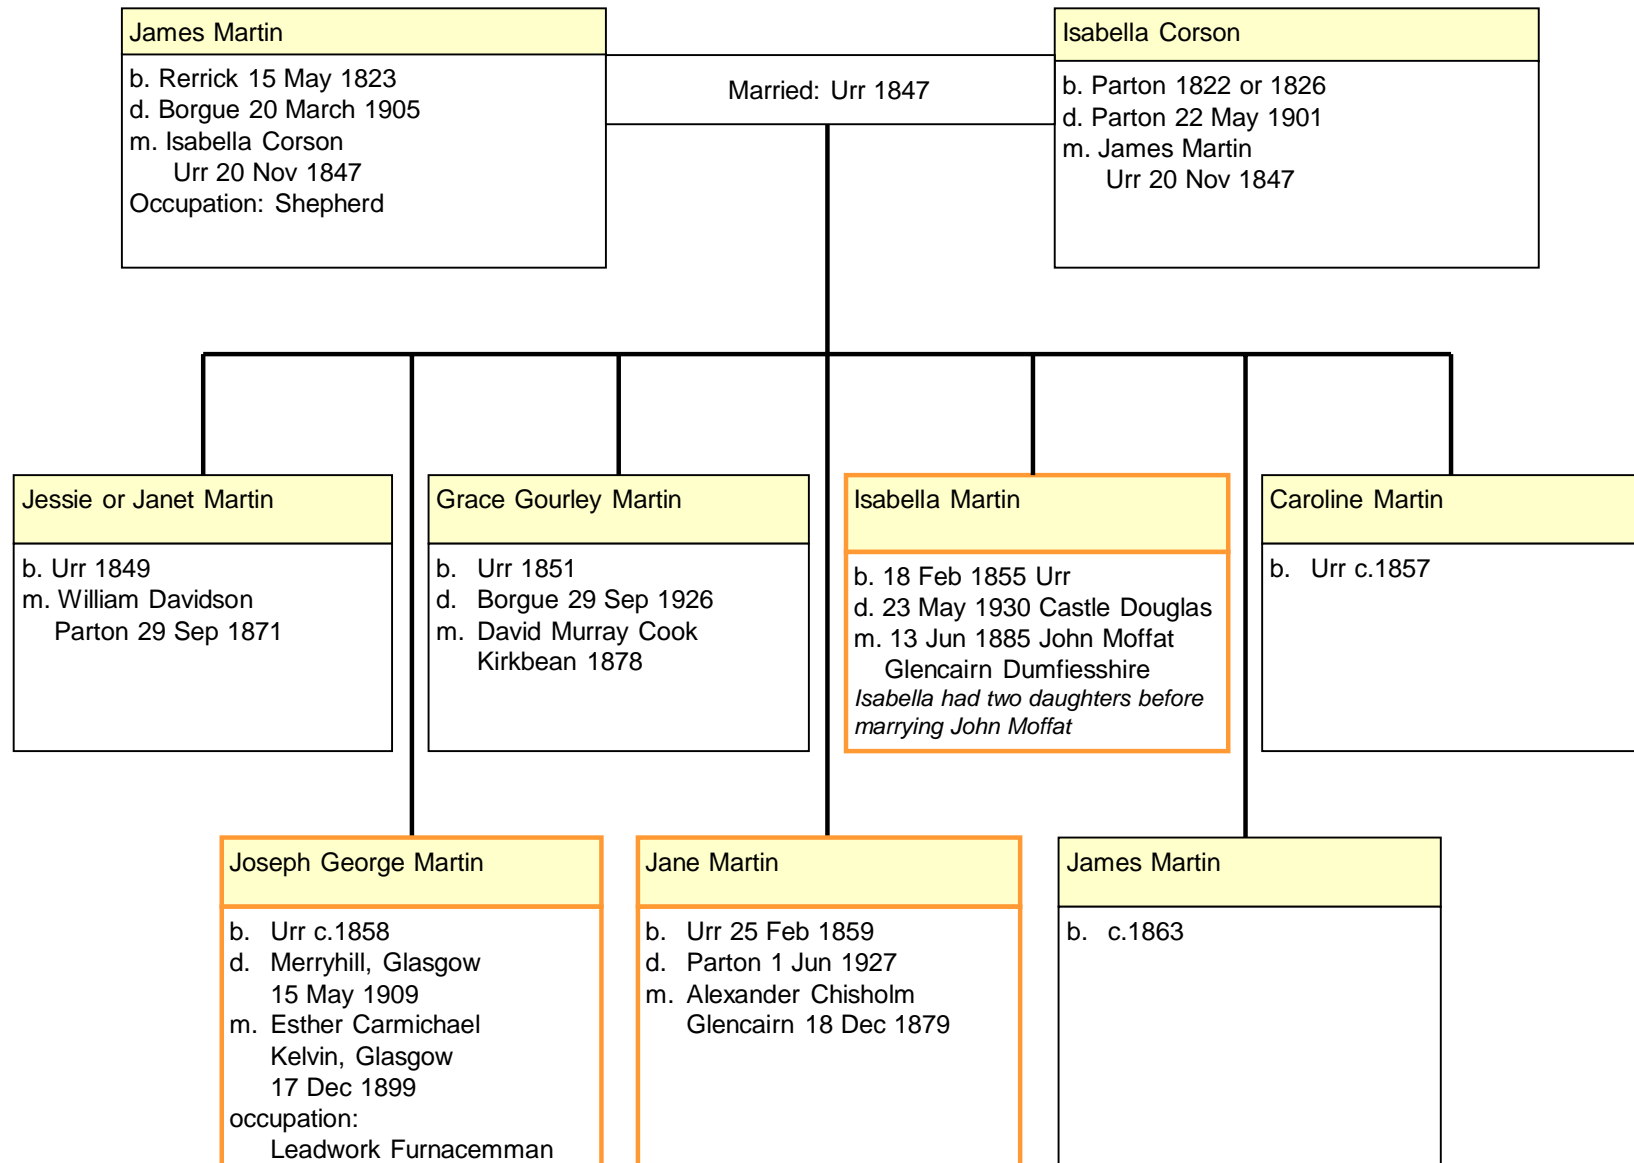 James Martin
b. Rerrick 15 May 1823
d. Borgue 20 March 1905
m. Isabella Corson
Urr 20 Nov 1847
Occupation: Shepherd
Married: Urr 1847
Isabella Corson
b. Parton 1822 or 1826
d. Parton 22 May 1901
m. James Martin
Urr 20 Nov 1847
Jessie or Janet Martin
b. Urr 1849
m. William Davidson
Parton 29 Sep 1871
Grace Gourley Martin
b. Urr 1851
d. Borgue 29 Sep 1926
m. David Murray Cook
Kirkbean 1878
Isabella Martin
b. 18 Feb 1855 Urr
d. 23 May 1930 Castle Douglas
m. 13 Jun 1885 John Moffat
Glencairn Dumfiesshire
Isabella had two daughters before
marrying John Moffat
Caroline Martin
b. Urr c.1857
Joseph George Martin
b. Urr c.1858
d. Merryhill, Glasgow
15 May 1909
m. Esther Carmichael
Kelvin, Glasgow
17 Dec 1899
occupation:
Leadwork Furnacemman
Jane Martin
b. Urr 25 Feb 1859
d. Parton 1 Jun 1927
m. Alexander Chisholm
Glencairn 18 Dec 1879
James Martin
b. c.1863